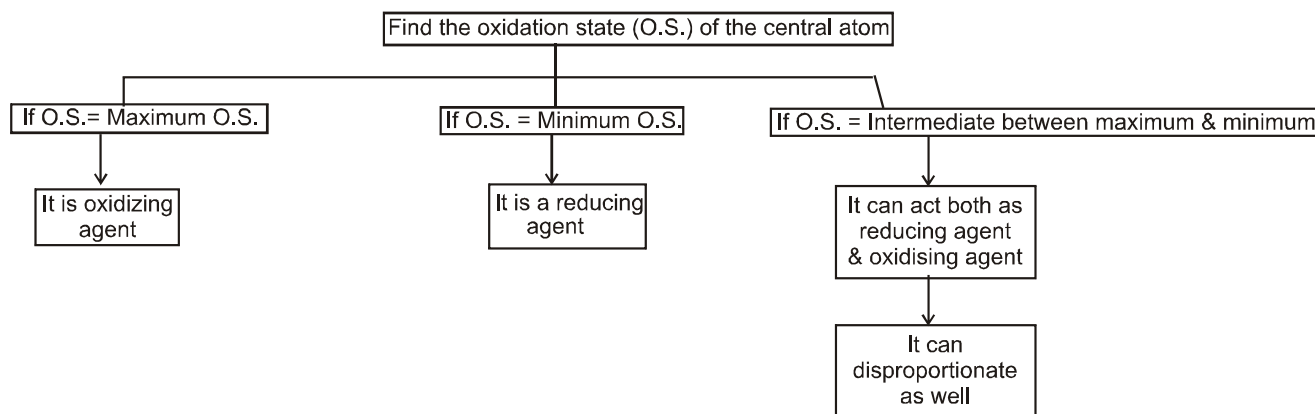 Find the oxidation state (O.S.) of the central atom
If O.S.= Maximum O.S.
If O.S. = Minimum O.S.
If O.S. = Intermediate between maximum & minimum
It is oxidizing
agent
It is a reducing
agent
It can act both as
reducing agent
& oxidising agent
It can
disproportionate
as well